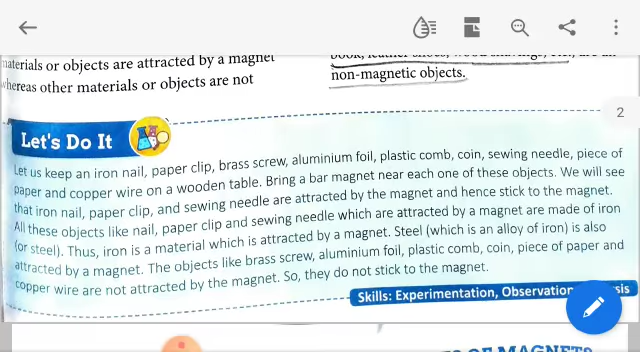 materials or objects are attracted by a magnet
whereas other materials or objects are not
non-magnetic objects.
2
Let's Do It
Let us keep an iron nail, paper clip, brass screw, aluminium foil, plastic comb, coin, sewing needle, piece of
paper and copper wire on a wooden table. Bring a bar magnet near each one of these objects. We will see
that iron nail, paper clip, and sewing needle are attracted by the magnet and hence stick to the magnet.
All these objects like nail, paper clip and sewing needle which are attracted by a magnet are made of iron
(or steel). Thus, iron is a material which is attracted by a magnet. Steel (which is an alloy of iron) is also
attracted by a magnet. The objects like brass screw, aluminium foil, plastic comb, coin, piece of paper and
copper wire are not attracted by the magnet. So, they do not stick to the magnet.
Skills: Experimentation, Observation
OF MAGNETS